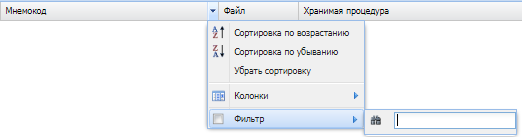 Мнемокод Файл Хранимая процедура
Сортировка по возрастанию
Сортировка по убыванию
Убрать сортировку
Колонки
Фильтр